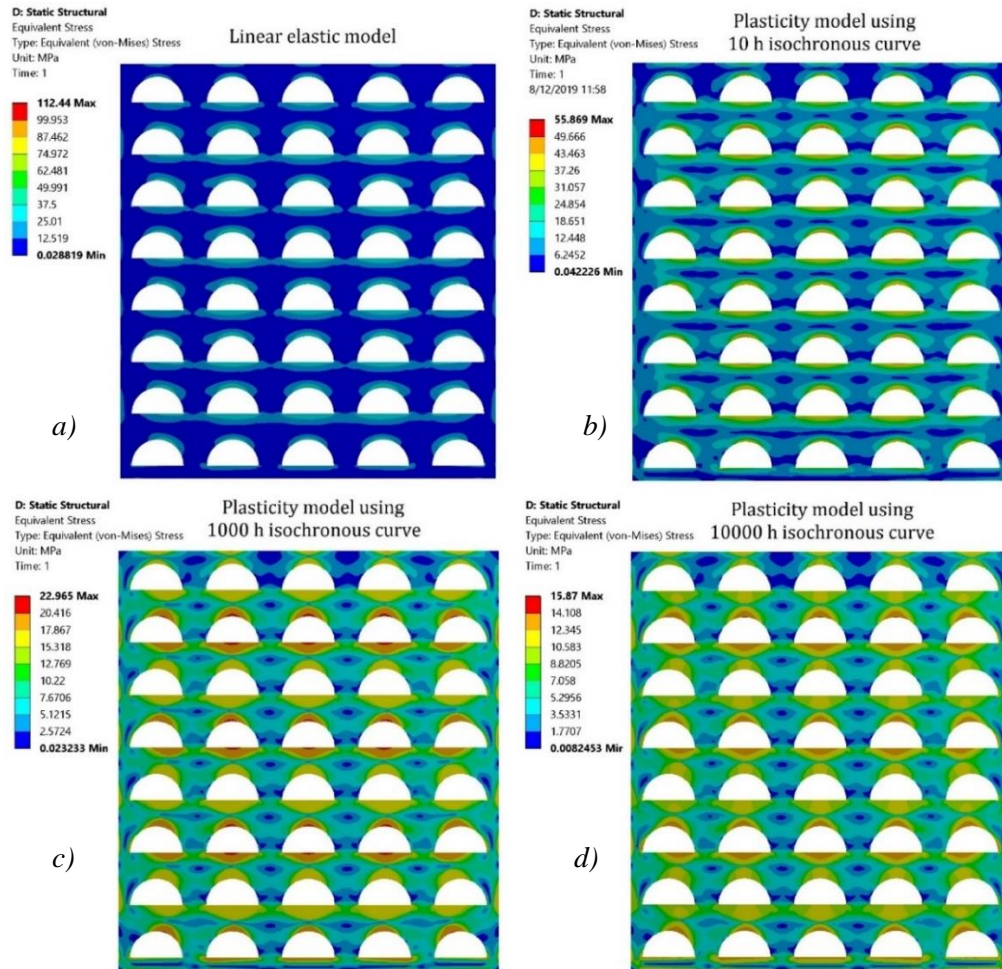 D: Static Structural
Equivalent Stress
Type: Equivalent (von-Mises) Stress
Unit: MPa
Time: 1
Linear elastic model
112.44 Max
99.953
87.462
74.972
62.481
49.991
37.5
25.01
12.519
0.028819 Min
a)
D: Static Structural
Equivalent Stress
Type: Equivalent (von-Mises) Stress
Unit: MPa
Time: 1
8/12/2019 11:58
Plasticity model using
10 h isochronous curve
55.869 Max
49.666
43.463
37.26
31.057
24.854
18.651
12.448
6.2452
0.042226 Min
b)
D: Static Structural
Equivalent Stress
Type: Equivalent (von-Mises) Stress
Unit: MPa
Time: 1
Plasticity model using
1000 h isochronous curve
22.965 Max
20.416
17.867
15.318
12.769
10.22
7.6706
5.1215
2.5724
0.023233 Min
c)
D: Static Structural
Equivalent Stress
Type: Equivalent (von-Mises) Stress
Unit: MPa
Time: 1
Plasticity model using
10000 h isochronous curve
15.87 Max
14.108
12.345
10.583
8.8205
7.058
5.2956
3.5331
1.7707
0.0082453 Mir
d)